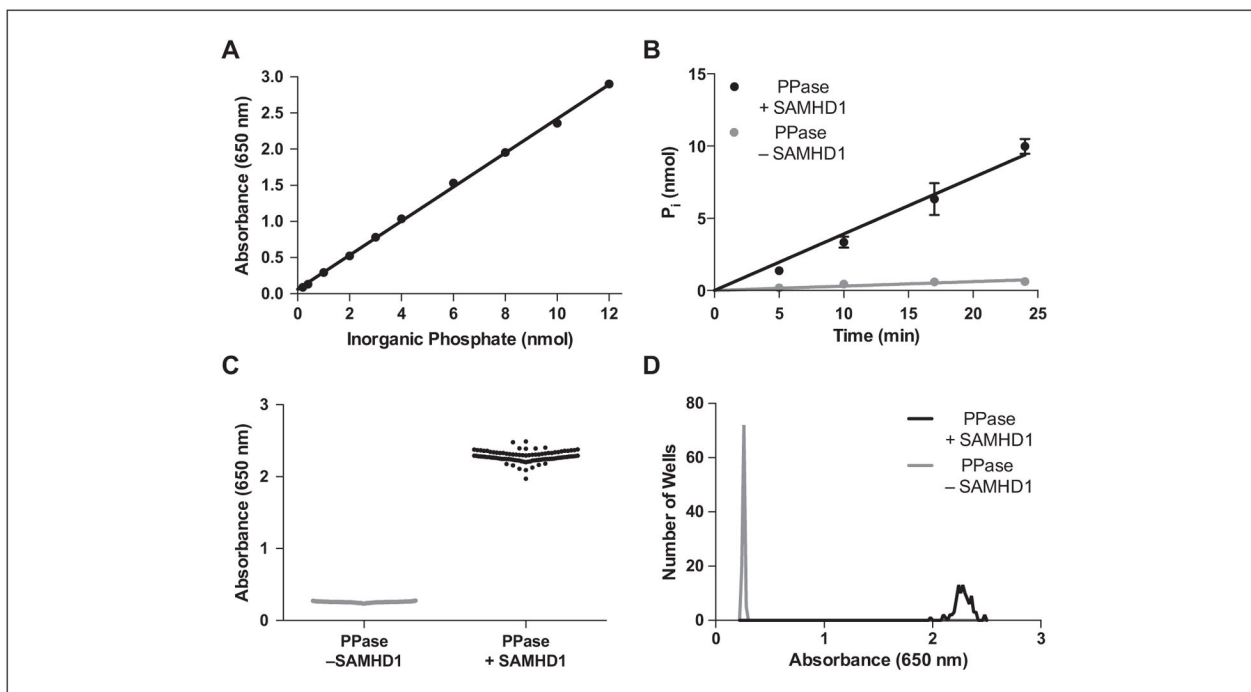 A
3.0
2.5
2.0
1.5
1.0
0.5
0.0
0 2 4 6 8 10 12
Absorbance (650 nm)
Inorganic Phosphate (nmol)
B
15
10
5
0
0 5 10 15 20 25
Pi (nmol)
Time (min)
PPase
+ SAMHD1
PPase
– SAMHD1
C
3
2
1
0
Absorbance (650 nm)
PPase
–SAMHD1
PPase
+ SAMHD1
D
80
60
40
20
0
0 1 2 3
Number of Wells
Absorbance (650 nm)
PPase
+ SAMHD1
PPase
– SAMHD1